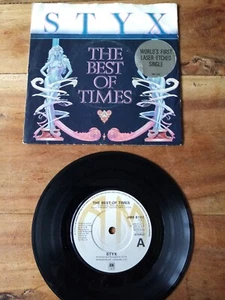 STYX
WORLD'S FIRST
LASER-ETCHED
SINGLE
THE
BEST
OF
TIMES
THE BEST OF TIMES
A
STYX